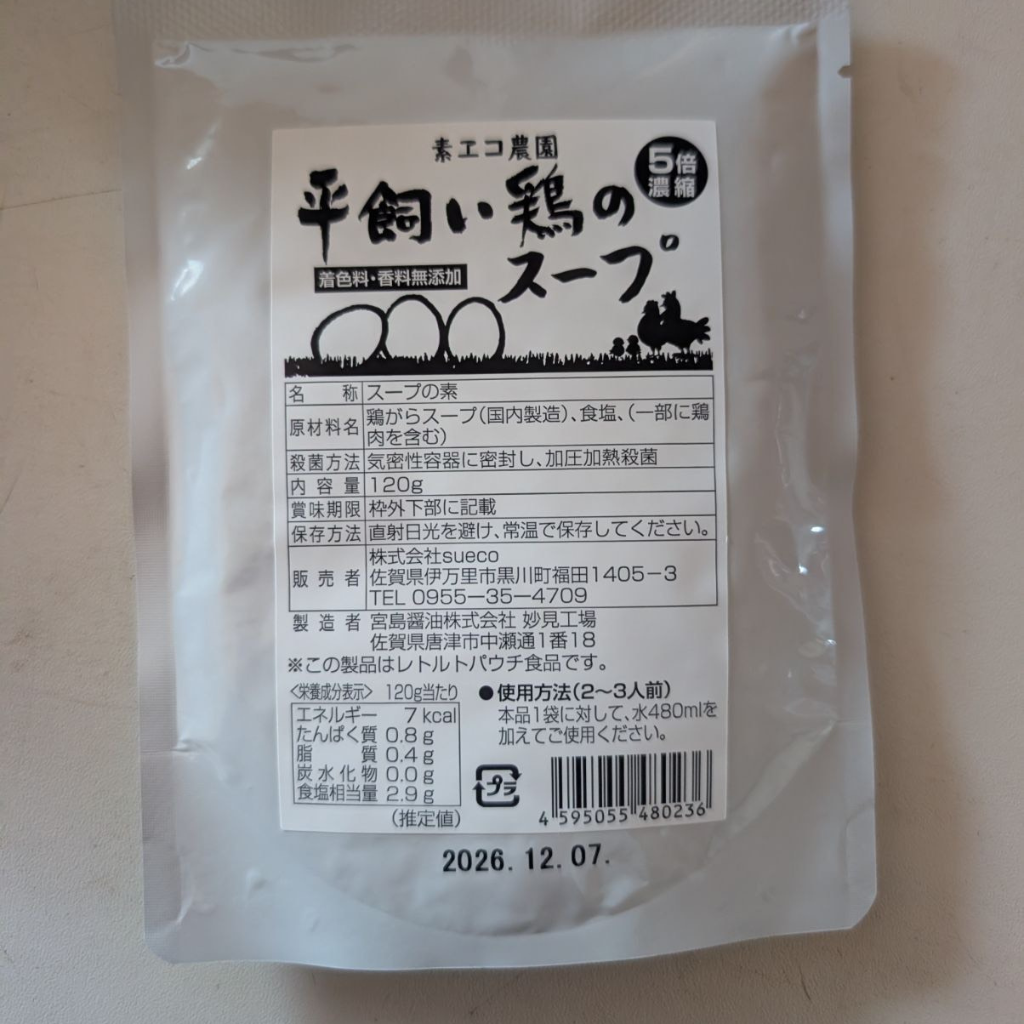 素エコ農園
5倍
濃縮
平飼い鶏の
スープ
着色料・香料無添加
名称 スープの素
原材料名 鶏がらスープ(国内製造)、食塩、(一部に鶏
肉を含む)
殺菌方法 気密性容器に密封し、加圧加熱殺菌
内容量 120g
賞味期限 枠外下部に記載
保存方法 直射日光を避け、常温で保存してください。
販売者 株式会社sueco
佐賀県伊万里市黒川町福田1405−3
TEL 0955−35−4709
製造者 宮島醤油株式会社 妙見工場
佐賀県唐津市中瀬通1番18
※この製品はレトルトパウチ食品です。
<栄養成分表示> 120g当たり
エネルギー 7kcal
たんぱく質 0.8g
脂質 0.4g
炭水化物 0.0g
食塩相当量 2.9g
(推定値)
●使用方法(2〜3人前)
本品1袋に対して、水480mlを
加えてご使用ください。
プラ
4 595055 480236
2026.12.07.